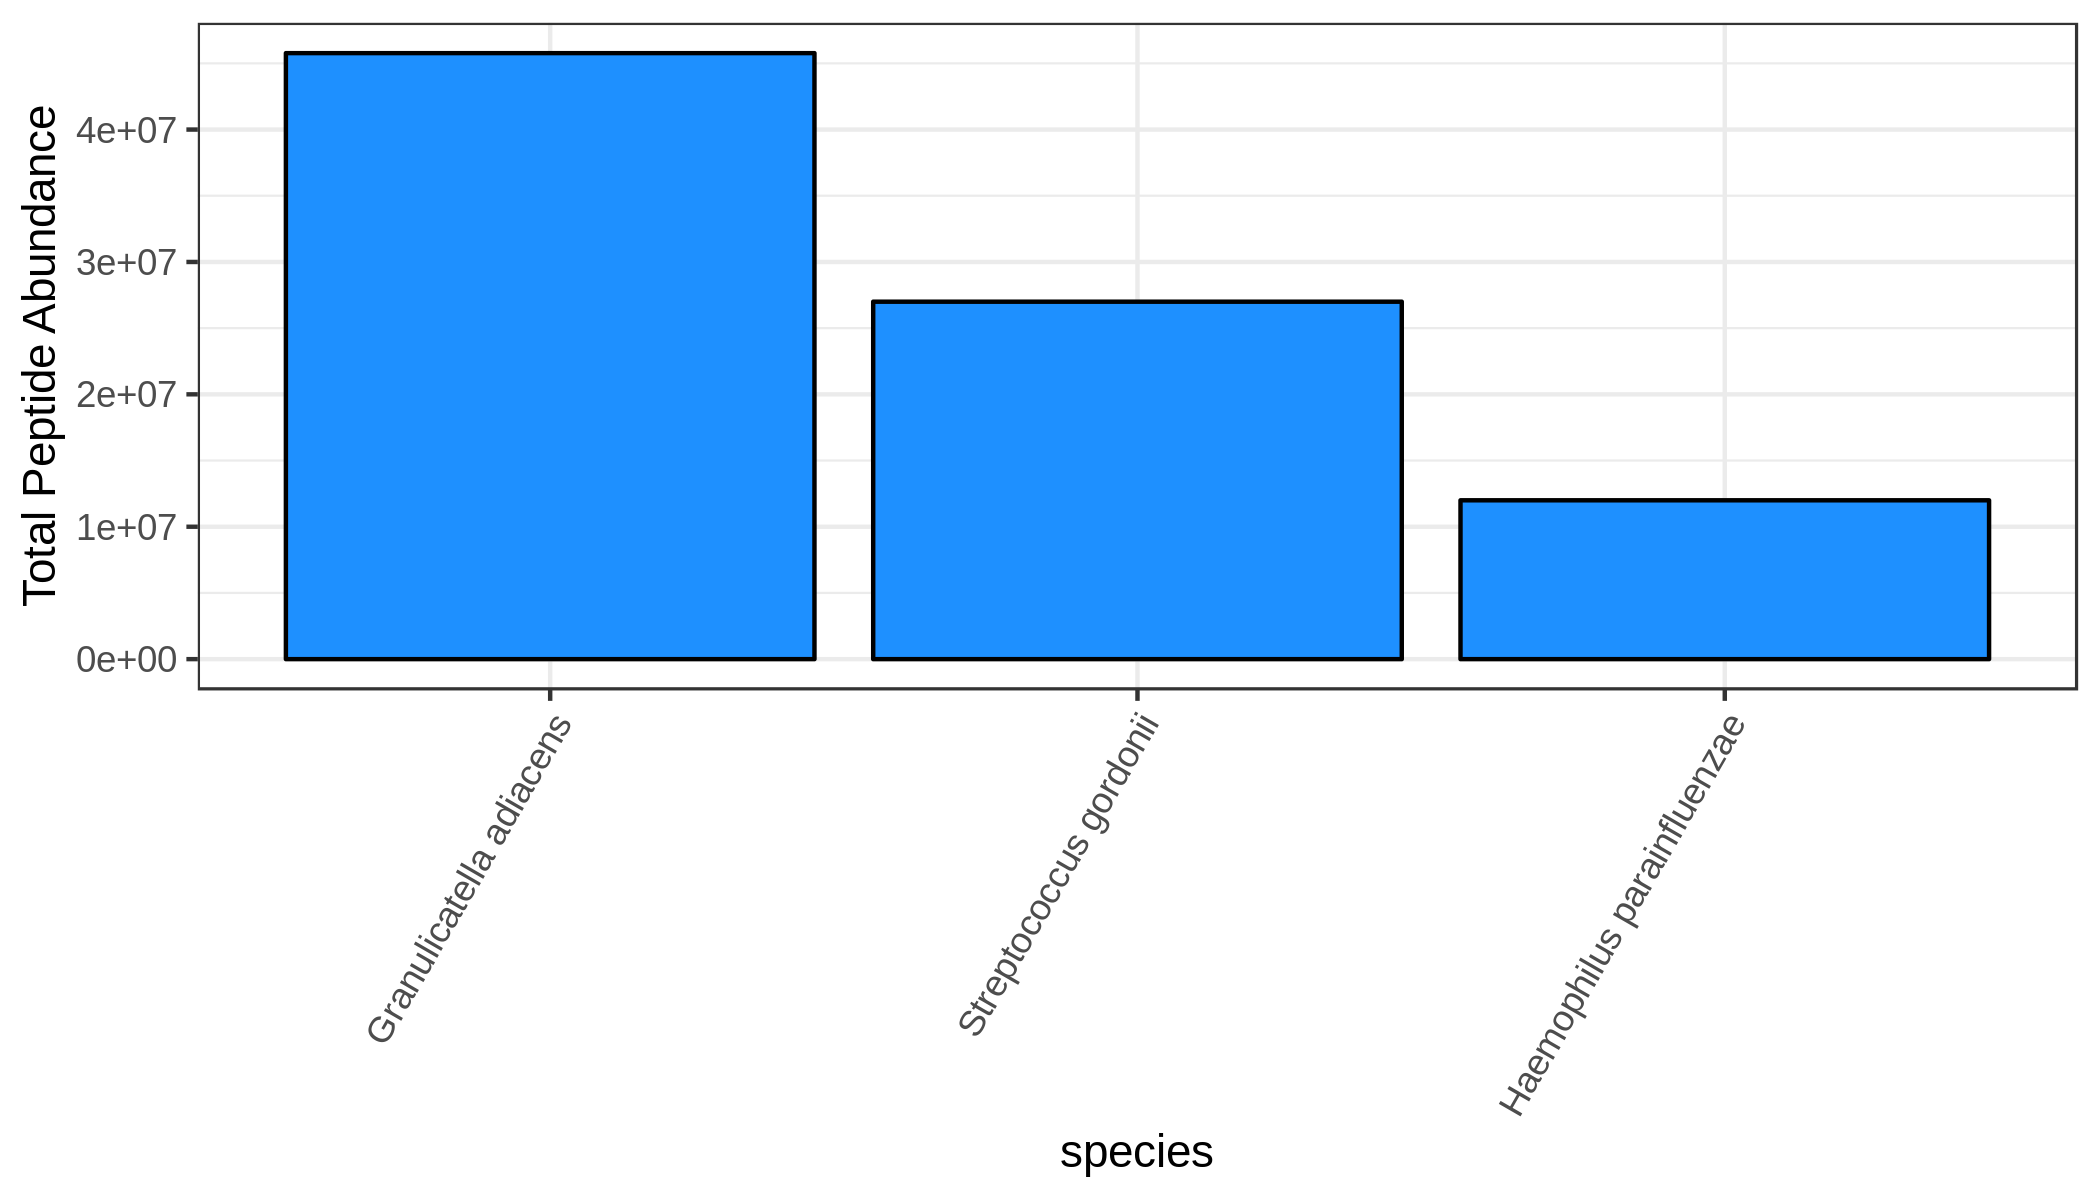 Total Peptide Abundance
4e+07
3e+07
2e+07
1e+07
0e+00
Granulicatella adiacens
Streptococcus gordonii
Haemophilus parainfluenzae
species